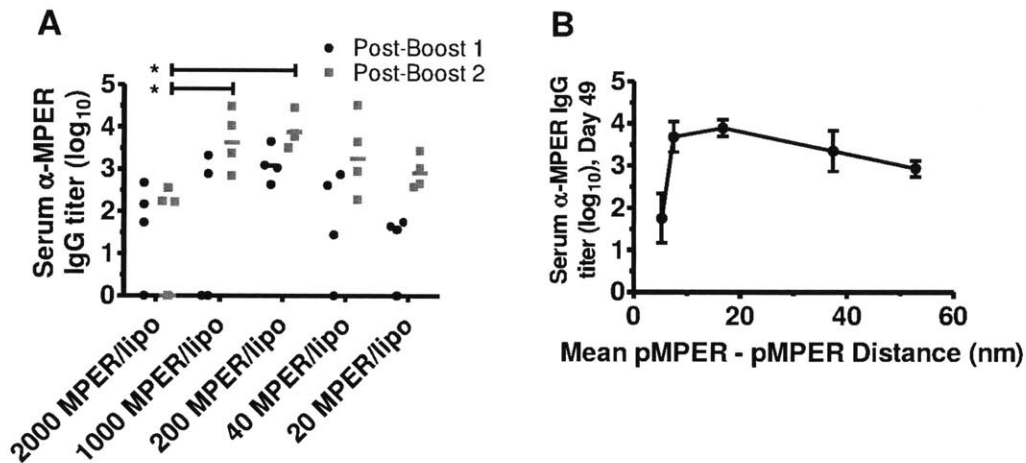 A
Post-Boost 1
Post-Boost 2
*
*
Serum α-MPER
IgG titer (log10)
5
4
3
2
1
0
2000 MPER/lipo
1000 MPER/lipo
200 MPER/lipo
40 MPER/lipo
20 MPER/lipo
B
Serum α-MPER IgG
titer (log10), Day 49
5
4
3
2
1
0
0
20
40
60
Mean pMPER - pMPER Distance (nm)